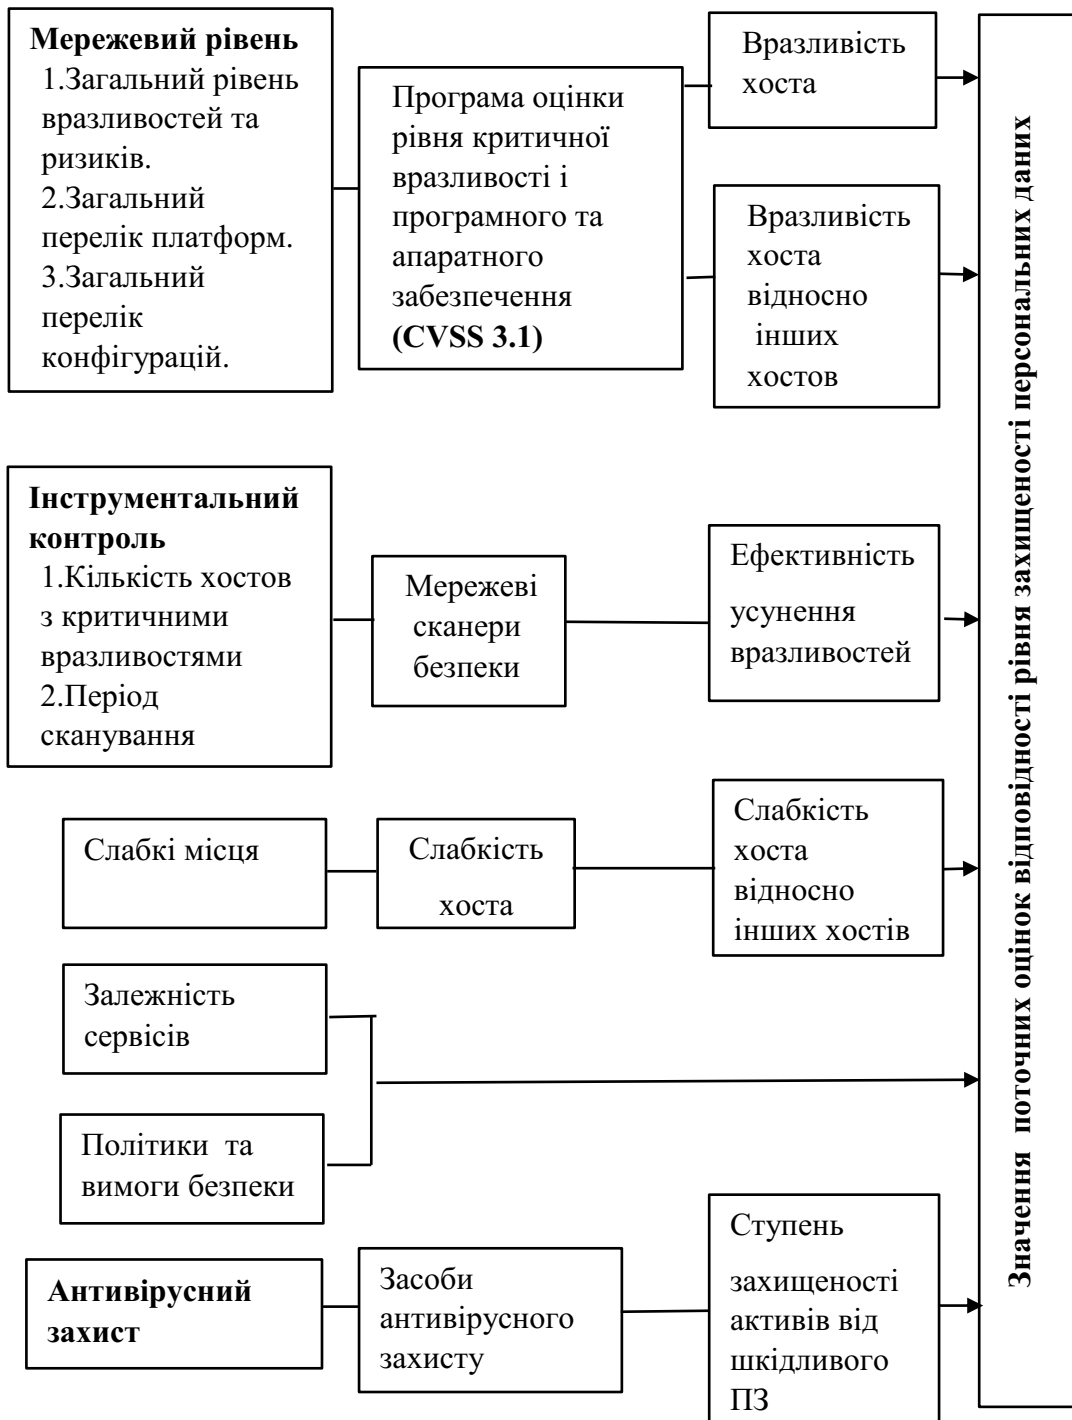 Мережевий рівень
1.Загальний рівень
вразливостей та
ризиків.
2.Загальний
перелік платформ.
3.Загальний
перелік
конфігурацій.
Програма оцінки
рівня критичної
вразливості і
програмного та
апаратного
забезпечення
(CVSS 3.1)
Вразливість
хоста
Вразливість
хоста
відносно
інших
хостов
Інструментальний
контроль
1.Кількість хостов
з критичними
вразливостями
2.Період
сканування
Мережеві
сканери
безпеки
Ефективність
усунення
вразливостей
Слабкі місця
Слабкість
хоста
Слабкість
хоста
відносно
інших хостів
Залежність
сервісів
Політики та
вимоги безпеки
Антивірусний
захист
Засоби
антивірусного
захисту
Ступень
захищеності
активів від
шкідливого
ПЗ
Значення поточних оцінок відповідності рівня захищеності персональних даних